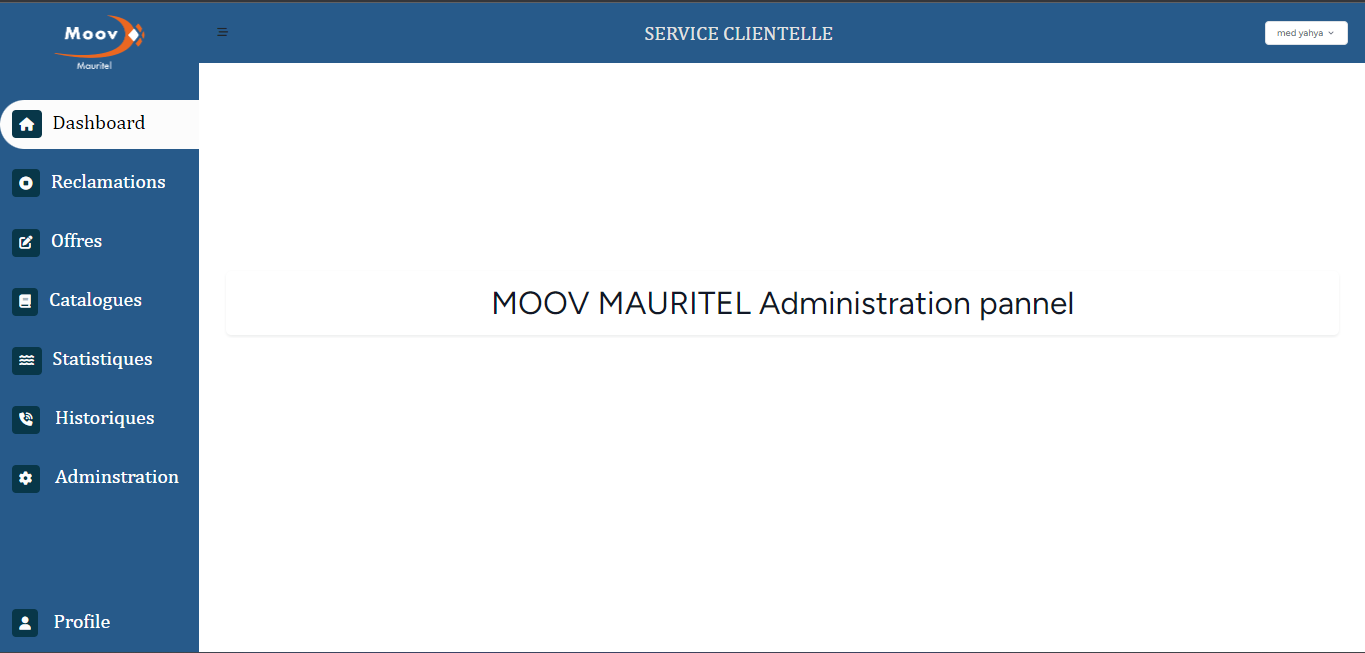 Moov
Mauritel
SERVICE CLIENTELLE
med yahya
Dashboard
Reclamations
Offres
Catalogues
Statistiques
Historiques
Adminstration
Profile
MOOV MAURITEL Administration pannel